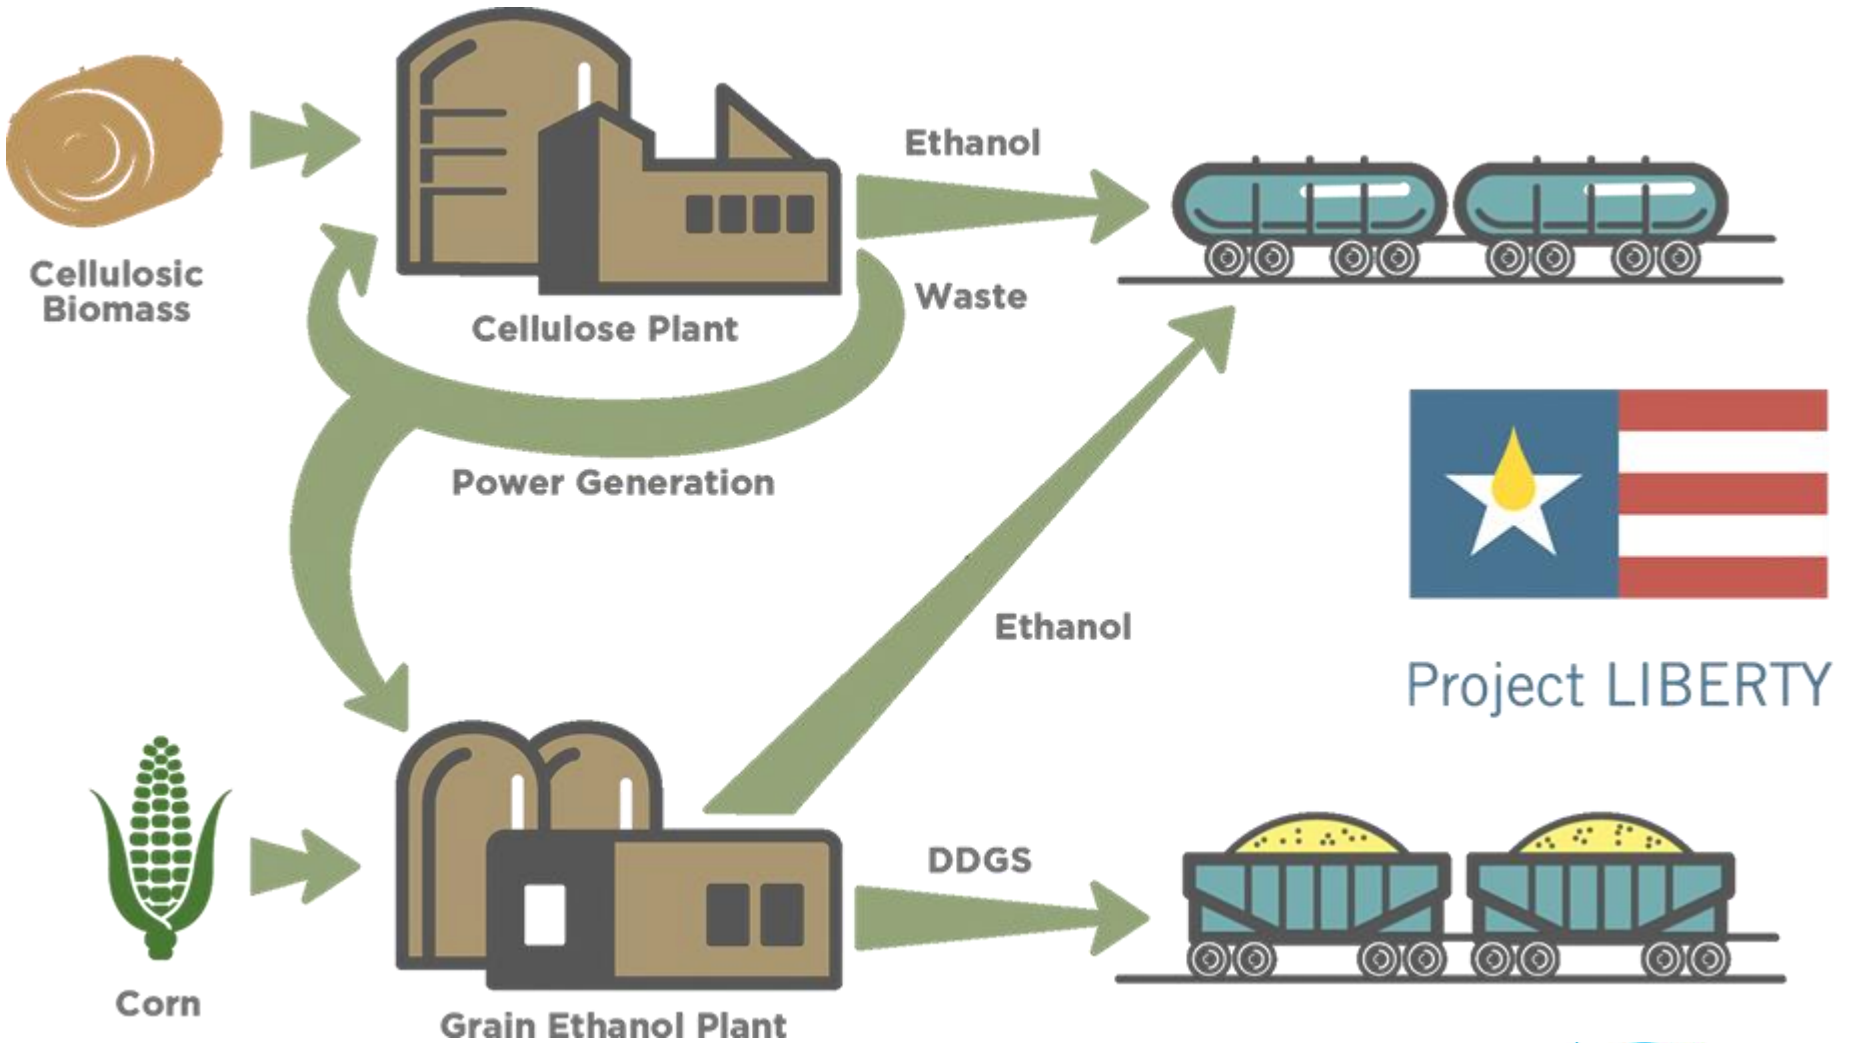 Ethanol
Cellulosic
Biomass
Waste
Cellulose Plant
Power Generation
Ethanol
Project LIBERTY
DDGS
Corn
Grain Ethanol Plant